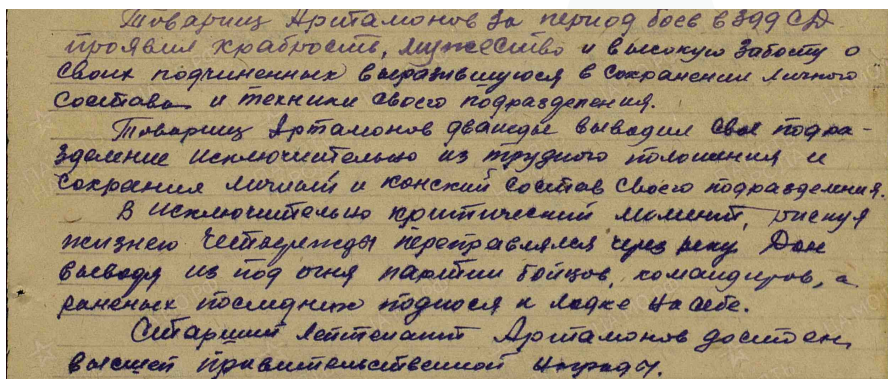 Товарищ Артамонов за период боев в 399 СД
проявил храбрость, мужество и высокую заботу о
своих подчиненных выразившуюся в сохранении личного
состава и техники своего подразделения.
Товарищ Артамонов дважды выводил свое подра-
зделение исключительно из трудного положения и
сохранил личный и конский состав своего подразделения.
В исключительно критический момент, рискуя
жизнею четырежды переправлялся через реку Дон
выводя из под огня партии бойцов, командиров, а
раненых последних поднося к лодке на себе.
Старший лейтенант Артамонов достоен
высшей правительственной награды.